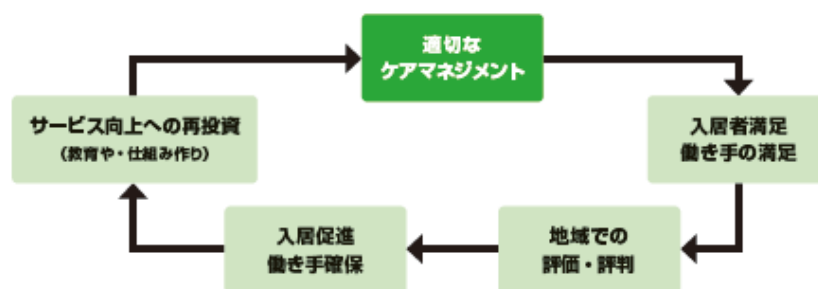 適切な
ケアマネジメント
サービス向上への再投資
（教育や・仕組み作り）
入居者満足
働き手の満足
入居促進
働き手確保
地域での
評価・評判